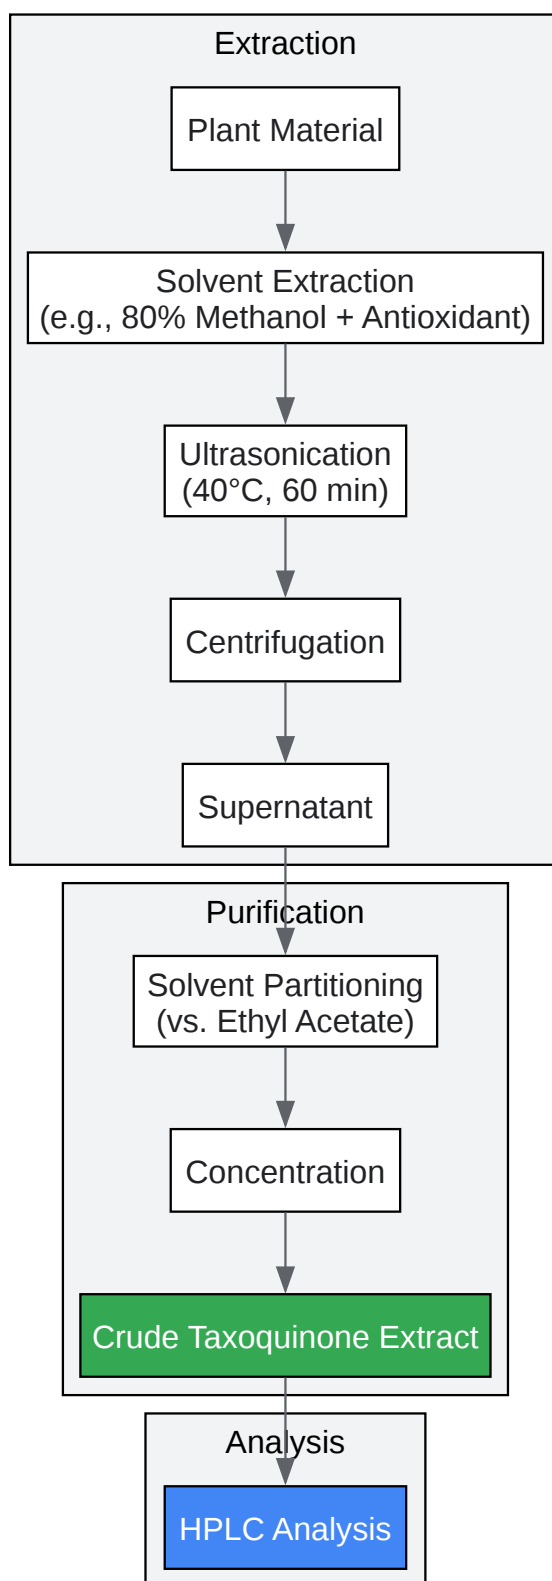 Extraction
Plant Material
Solvent Extraction
(e.g., 80% Methanol + Antioxidant)
Ultrasonication
(40°C, 60 min)
Centrifugation
Supernatant
Purification
Solvent Partitioning
(vs. Ethyl Acetate)
Concentration
Crude Taxoquinone Extract
Analysis
HPLC Analysis